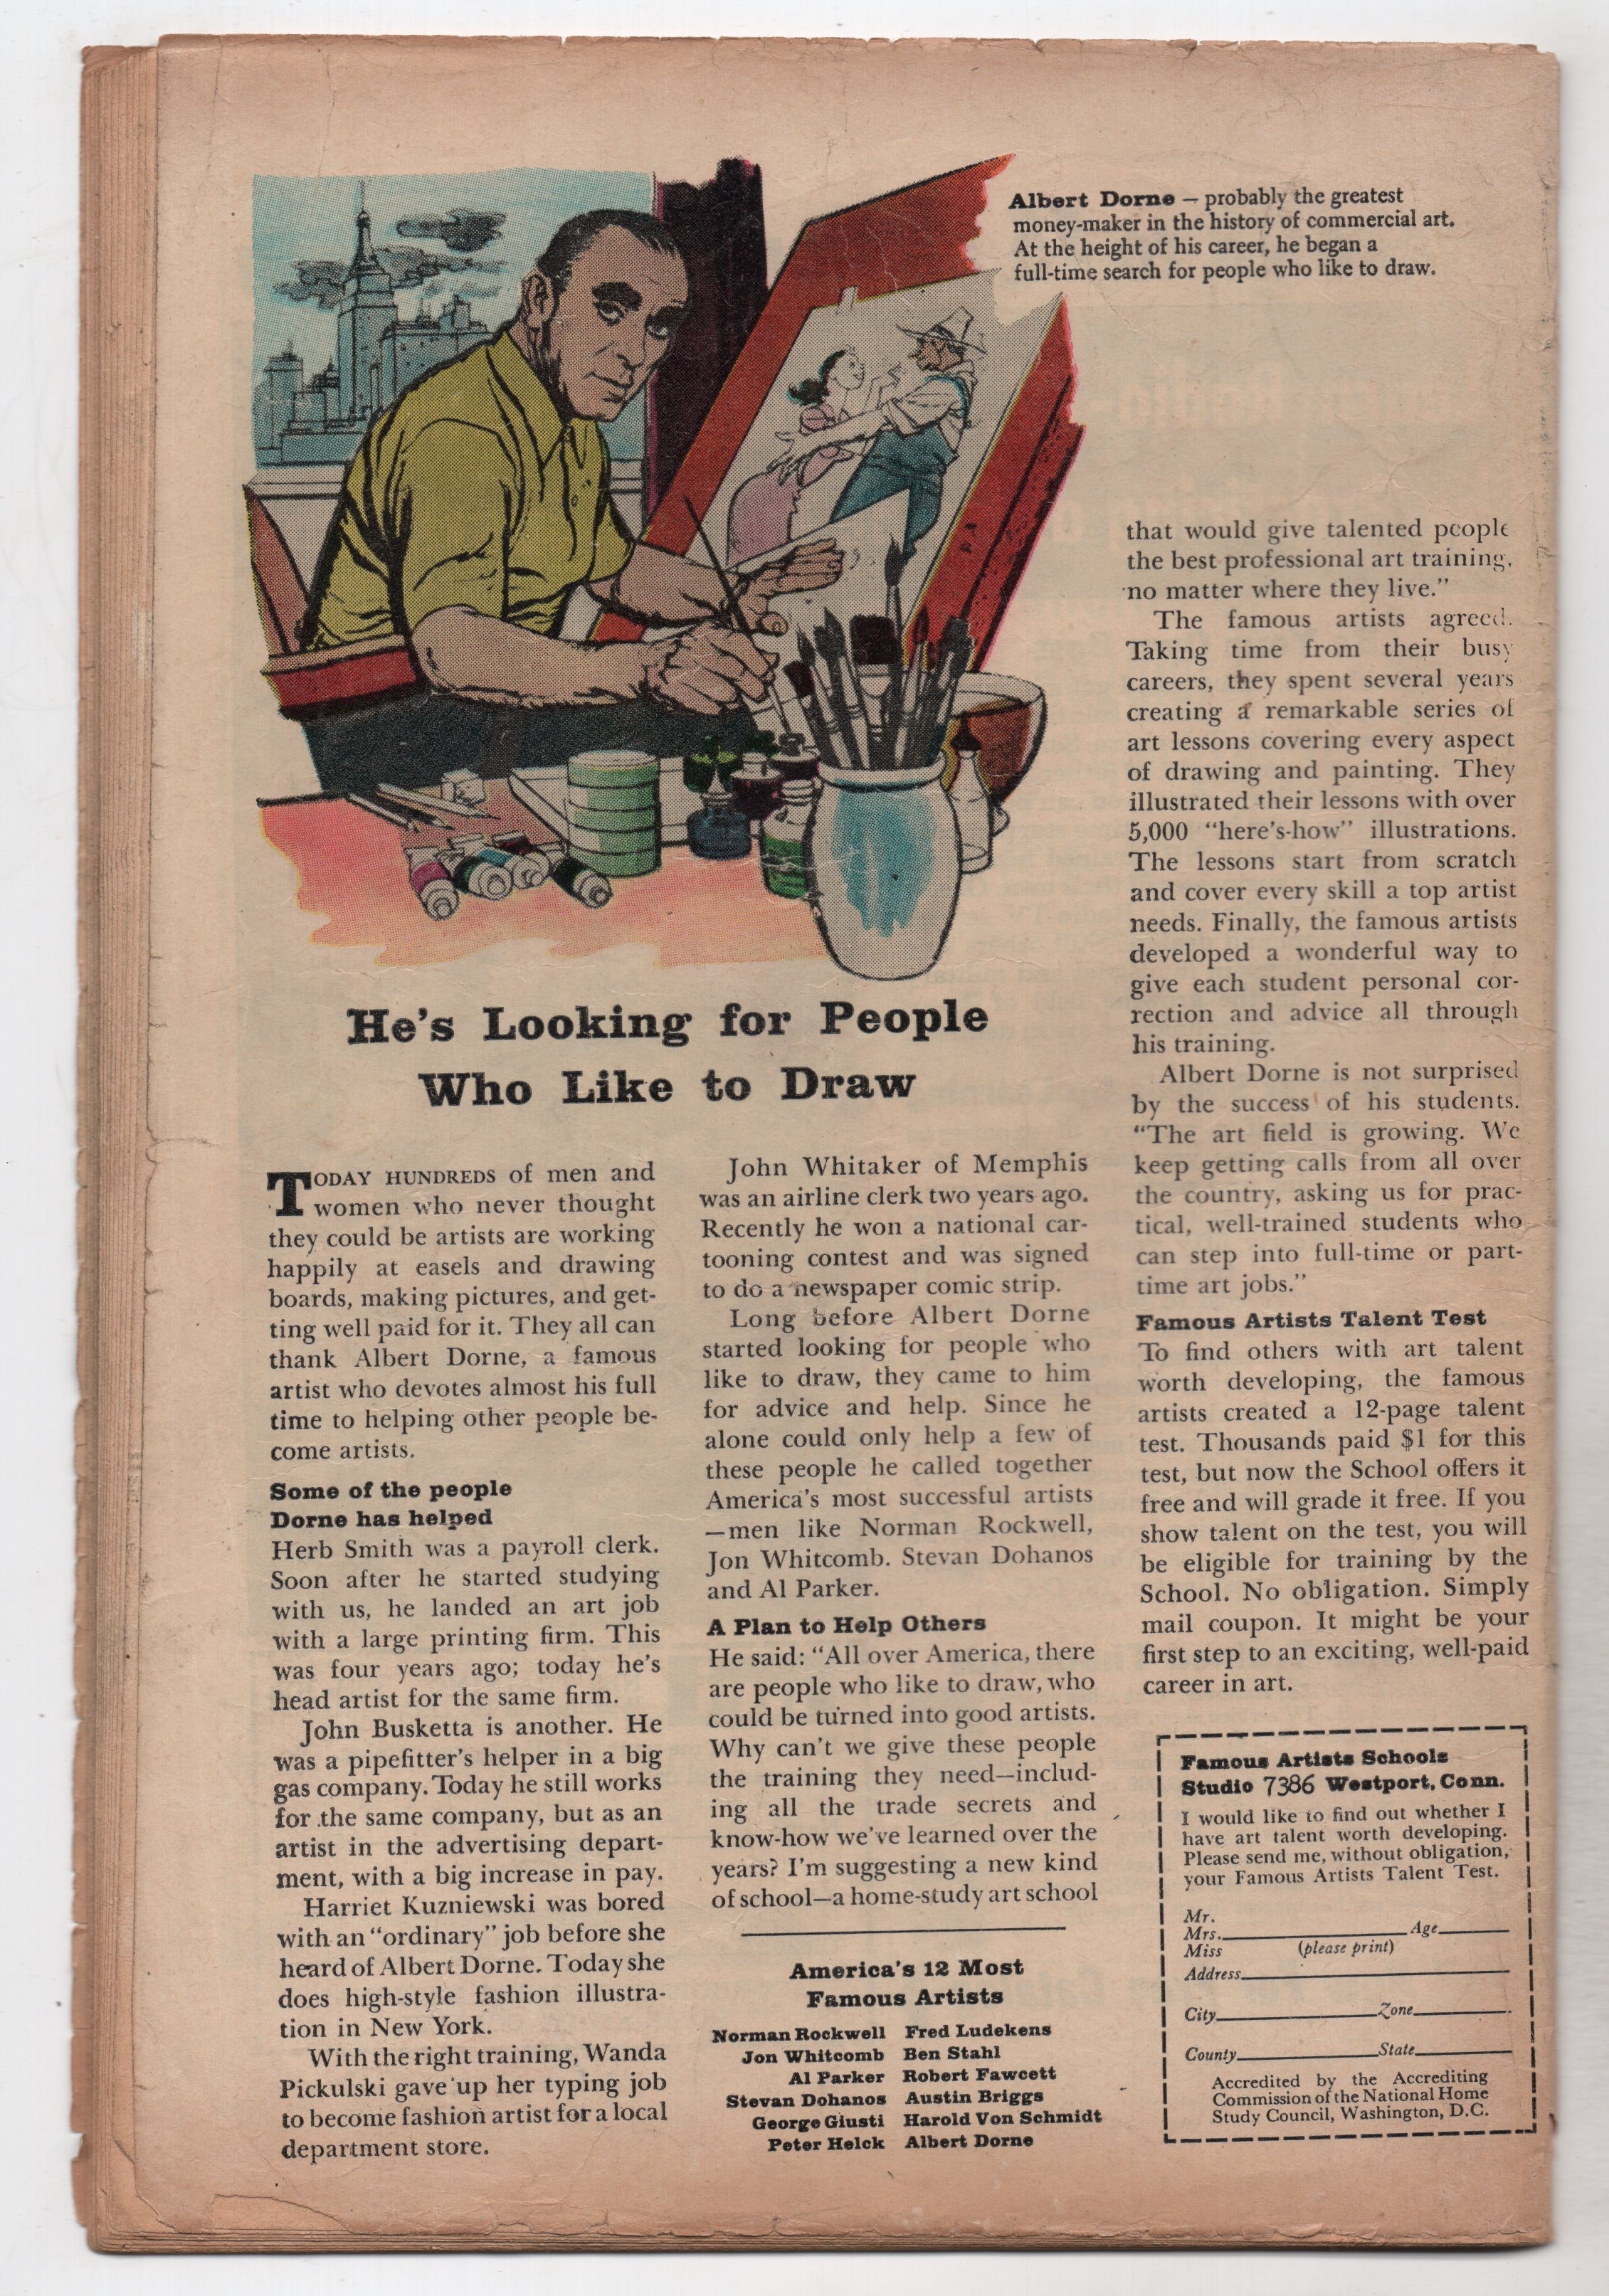 Albert Dorne — probably the greatest
money-maker in the history of commercial art.
At the height of his career, he began a
full-time search for people who like to draw.
He's Looking for People
Who Like to Draw
TODAY HUNDREDS of men and
women who never thought
they could be artists are working
happily at easels and drawing
boards, making pictures, and get-
ting well paid for it. They all can
thank Albert Dorne, a famous
artist who devotes almost his full
time to helping other people be-
come artists.
Some of the people
Dorne has helped
Herb Smith was a payroll clerk.
Soon after he started studying
with us, he landed an art job
with a large printing firm. This
was four years ago; today he's
head artist for the same firm.
John Busketta is another. He
was a pipefitter's helper in a big
gas company. Today he still works
for the same company, but as an
artist in the advertising depart-
ment, with a big increase in pay.
Harriet Kuzniewski was bored
with an "ordinary" job before she
heard of Albert Dorne. Today she
does high-style fashion illustra-
tion in New York.
With the right training, Wanda
Pickulski gave up her typing job
to become fashion artist for a local
department store.
John Whitaker of Memphis
was an airline clerk two years ago.
Recently he won a national car-
tooning contest and was signed
to do a newspaper comic strip.
Long before Albert Dorne
started looking for people who
like to draw, they came to him
for advice and help. Since he
alone could only help a few of
these people he called together
America's most successful artists
—men like Norman Rockwell,
Jon Whitcomb. Stevan Dohanos
and Al Parker.
A Plan to Help Others
He said: "All over America, there
are people who like to draw, who
could be turned into good artists.
Why can't we give these people
the training they need—includ-
ing all the trade secrets and
know-how we've learned over the
years? I'm suggesting a new kind
of school—a home-study art school
America's 12 Most
Famous Artists
Norman Rockwell Fred Ludekens
Jon Whitcomb Ben Stahl
Al Parker Robert Fawcett
Stevan Dohanos Austin Briggs
George Giusti Harold Von Schmidt
Peter Helck Albert Dorne
that would give talented people
the best professional art training,
no matter where they live."
The famous artists agreed.
Taking time from their busy
careers, they spent several years
creating a remarkable series of
art lessons covering every aspect
of drawing and painting. They
illustrated their lessons with over
5,000 "here's-how" illustrations.
The lessons start from scratch
and cover every skill a top artist
needs. Finally, the famous artists
developed a wonderful way to
give each student personal cor-
rection and advice all through
his training.
Albert Dorne is not surprised
by the success of his students.
"The art field is growing. We
keep getting calls from all over
the country, asking us for prac-
tical, well-trained students who
can step into full-time or part-
time art jobs."
Famous Artists Talent Test
To find others with art talent
worth developing, the famous
artists created a 12-page talent
test. Thousands paid $1 for this
test, but now the School offers it
free and will grade it free. If you
show talent on the test, you will
be eligible for training by the
School. No obligation. Simply
mail coupon. It might be your
first step to an exciting, well-paid
career in art.
Famous Artists Schools
Studio 7386 Westport, Conn.
I would like to find out whether I
have art talent worth developing.
Please send me, without obligation,
your Famous Artists Talent Test.
Mr.
Mrs. Age
Miss (please print)
Address
City Zone
County State
Accredited by the Accrediting
Commission of the National Home
Study Council, Washington, D.C.